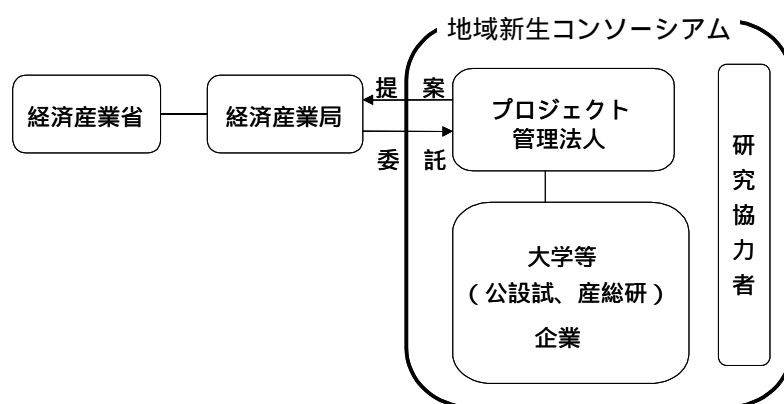 地域新生コンソーシアム
経済産業省
経済産業局
提案
委託
プロジェクト
管理法人
大学等
(公設試、産総研)
企業
研究協力者